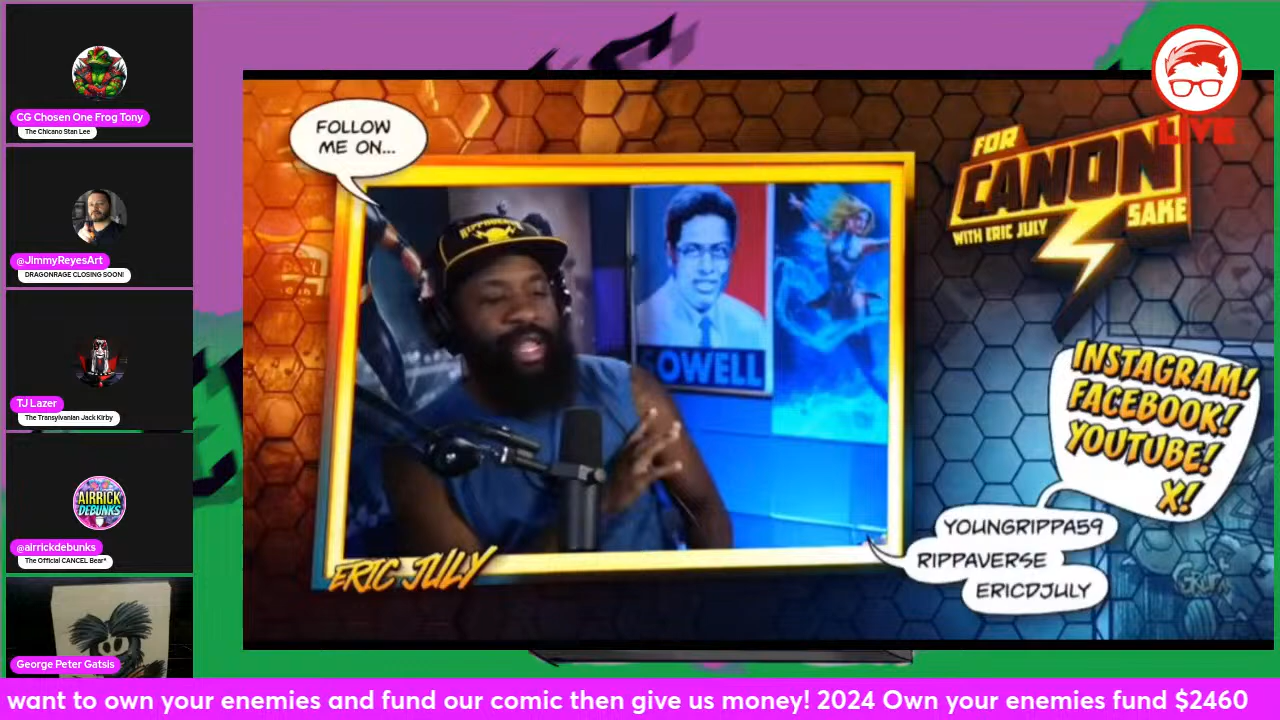 CG Chosen One Frog Tony
The Chicano Stan Lee
@JimmyReyesArt
DRAGONRAGE CLOSING SOON!
TJ Lazer
The Transylvanian Jack Kirby
AIRRICK
DEBUNKS
@airrickdebunks
The Official CANCEL Bear*
George Peter Gatsis
FOLLOW
ME ON...
RIPPAVERSE
SOWELL
ERIC JULY
LIVE
FOR
CANON
SAKE
WITH ERIC JULY
INSTAGRAM!
FACEBOOK!
YOUTUBE!
X!
YOUNGRIPPA59
RIPPAVERSE
ERICDJULY
want to own your enemies and fund our comic then give us money! 2024 Own your enemies fund $2460